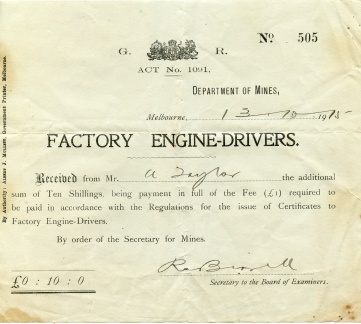 No 505
G. R.
ACT No. 1091.
DEPARTMENT OF MINES,
Melbourne, 13 10 1915
FACTORY ENGINE-DRIVERS.
Received from Mr. A Taylor the additional
sum of Ten Shillings, being payment in full of the Fee (£1) required to
be paid in accordance with the Regulations for the issue of Certificates to
Factory Engine-Drivers.
By order of the Secretary for Mines.
£0 : 10 : 0
Secretary to the Board of Examiners.
By Authority: ALBERT J. MULLETT, Government Printer, Melbourne.